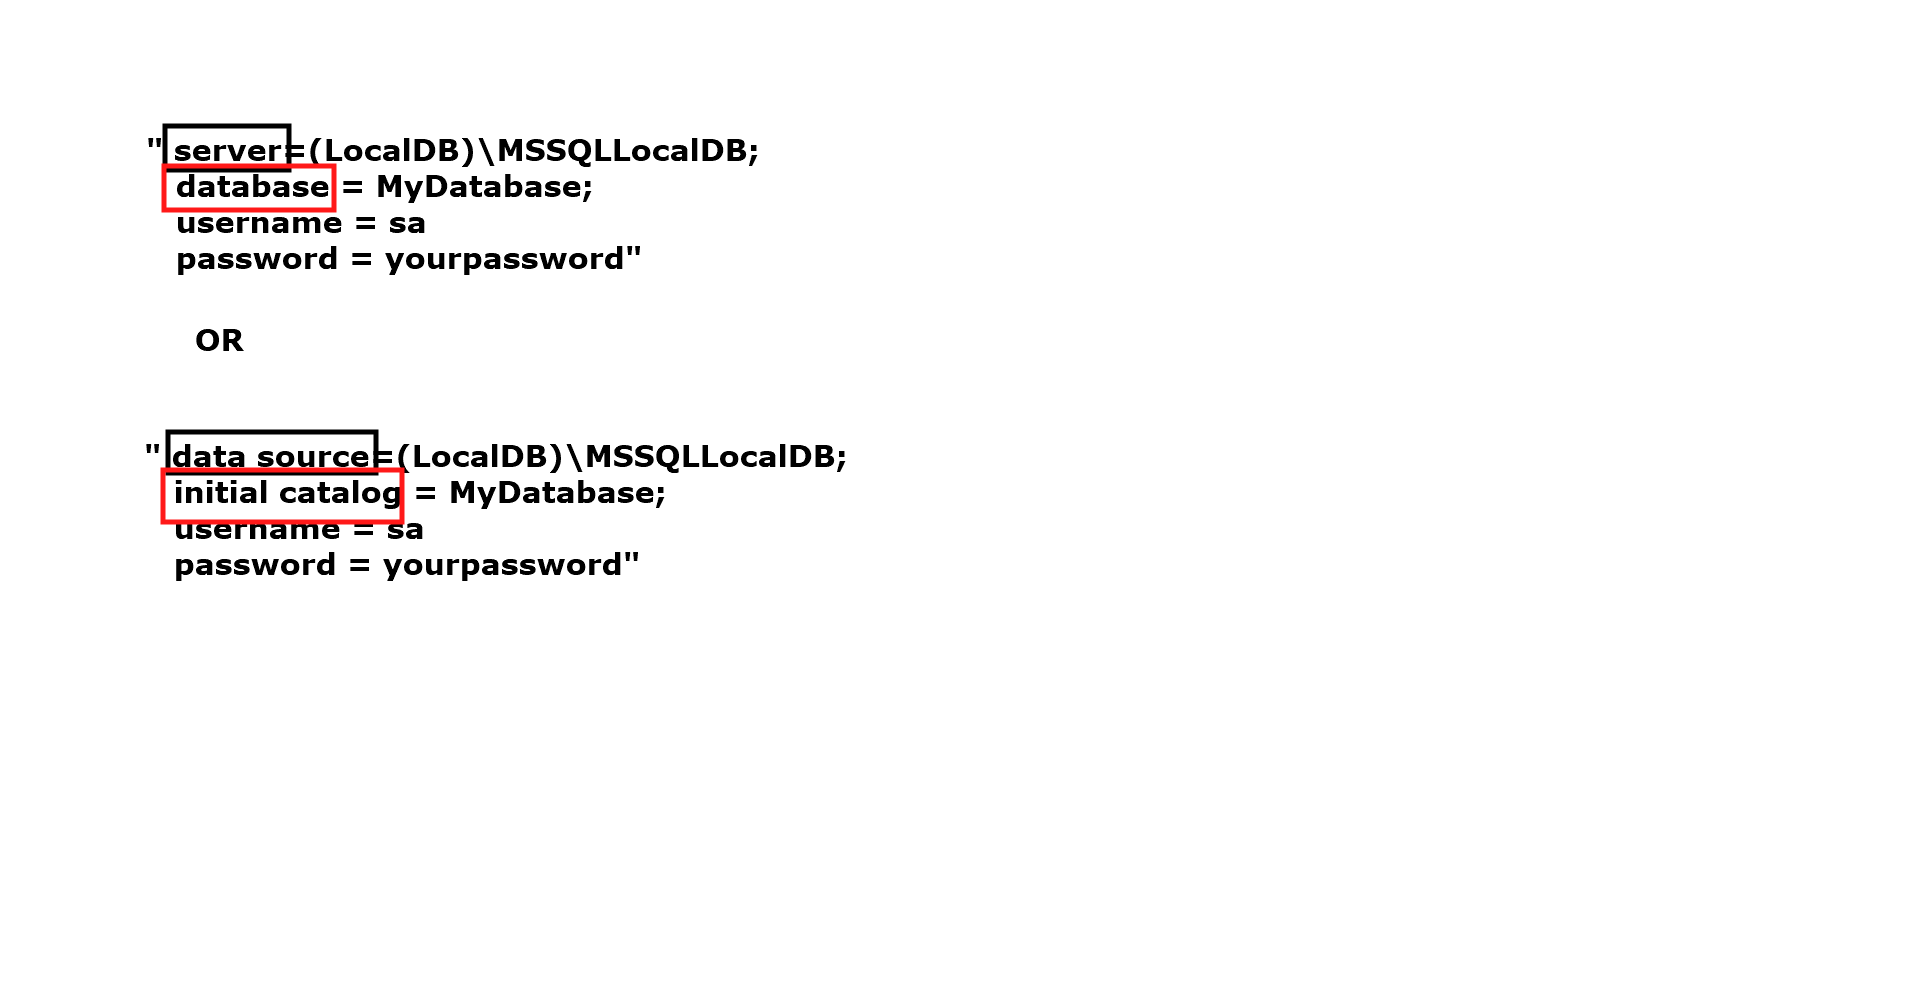 " server=(LocalDB)\MSSQLLocalDB;
database = MyDatabase;
username = sa
password = yourpassword"
OR
" data source=(LocalDB)\MSSQLLocalDB;
initial catalog = MyDatabase;
username = sa
password = yourpassword"